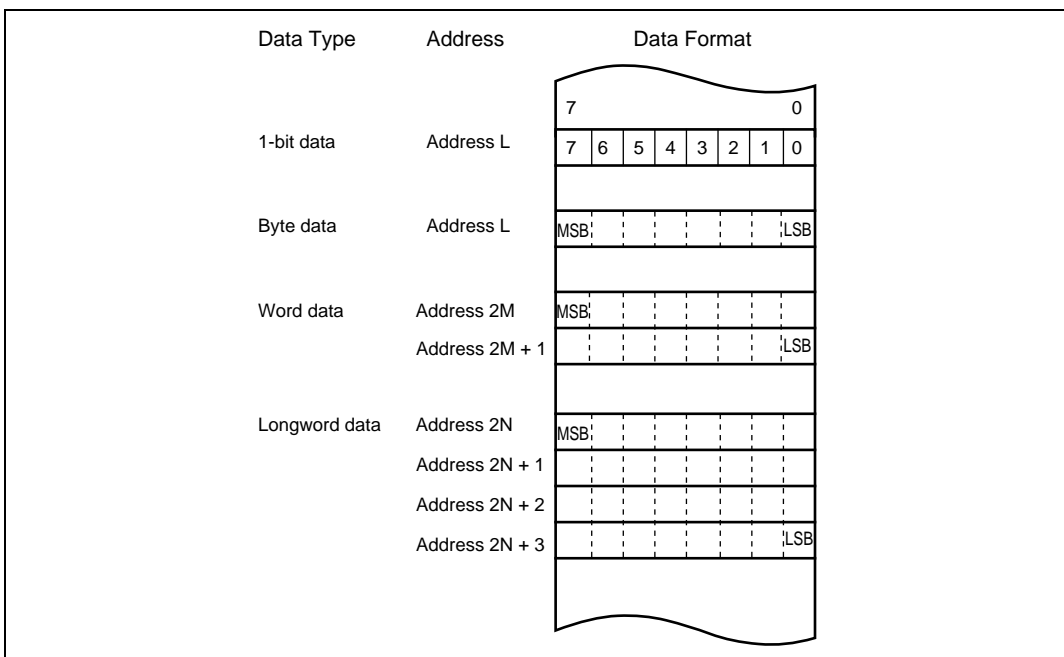 Data Type Address Data Format
7 0
1-bit data Address L 7 6 5 4 3 2 1 0
Byte data Address L MSB LSB
Word data Address 2M MSB
Address 2M + 1 LSB
Longword data Address 2N MSB
Address 2N + 1
Address 2N + 2
Address 2N + 3 LSB